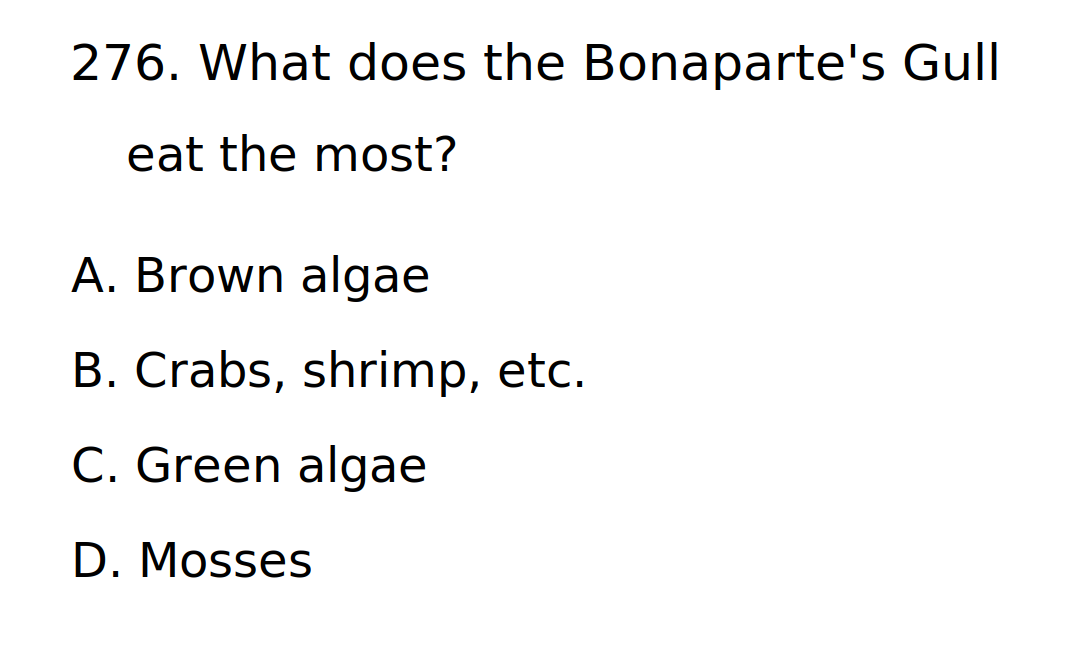 276. What does the Bonaparte's Gull
eat the most?
A. Brown algae
B. Crabs, shrimp, etc.
C. Green algae
D. Mosses